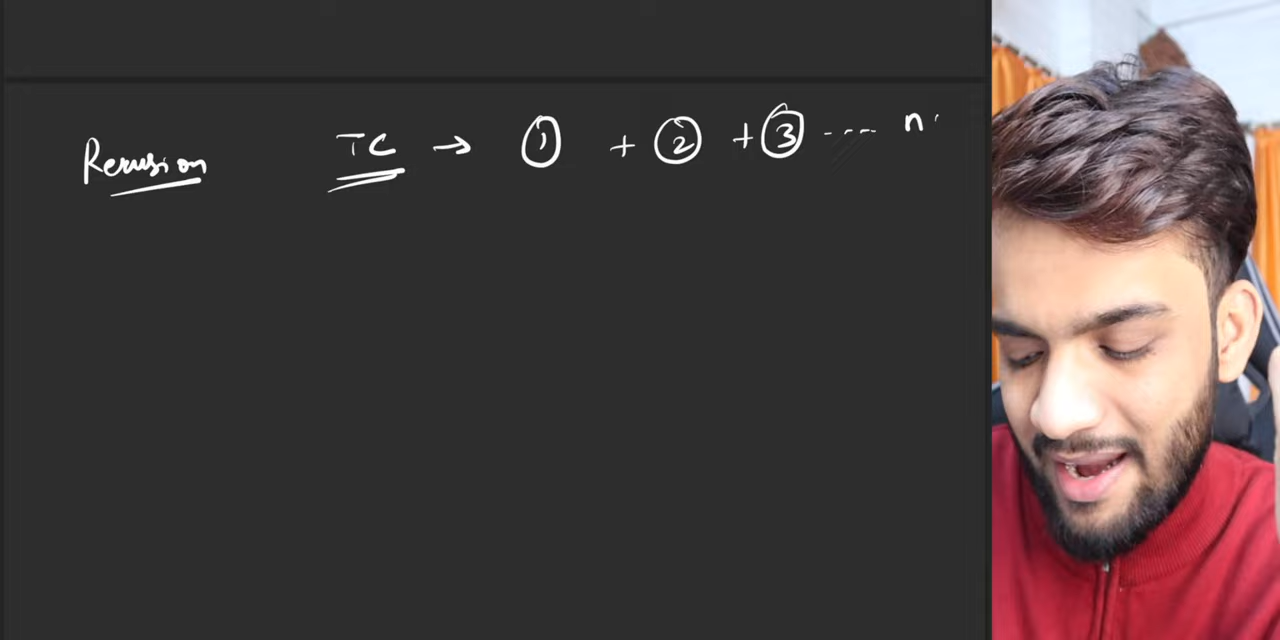 Recursion TC → 1 + 2 + 3 ---- n